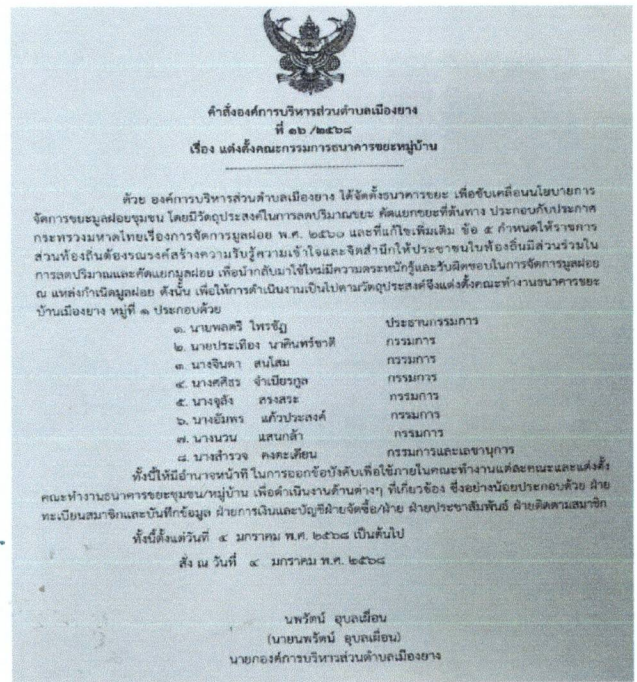 คำสั่งองค์การบริหารส่วนตำบลเมืองยาง
ที่ ๑๖ /๒๕๖๘
เรื่อง แต่งตั้งคณะกรรมการธนาคารขยะหมู่บ้าน
ด้วย องค์การบริหารส่วนตำบลเมืองยาง ได้จัดตั้งธนาคารขยะ เพื่อขับเคลื่อนนโยบายการ
จัดการขยะมูลฝอยชุมชน โดยมีวัตถุประสงค์ในการลดปริมาณขยะ คัดแยกขยะที่ต้นทาง ประกอบกับประกาศ
กระทรวงมหาดไทยเรื่องการจัดการมูลฝอย พ.ศ. ๒๕๖๐ และที่แก้ไขเพิ่มเติม ข้อ ๕ กำหนดให้ราชการ
ส่วนท้องถิ่นต้องรณรงค์สร้างความรับรู้ความเข้าใจและจิตสำนึกให้ประชาชนในท้องถิ่นมีส่วนร่วมใน
การลดปริมาณและคัดแยกมูลฝอย เพื่อนำกลับมาใช้ใหม่มีความตระหนักรู้และรับผิดชอบในการจัดการมูลฝอย
ณ แหล่งกำเนิดมูลฝอย ดังนั้น เพื่อให้การดำเนินงานเป็นไปตามวัตถุประสงค์จึงแต่งตั้งคณะทำงานธนาคารขยะ
บ้านเมืองยาง หมู่ที่ ๑ ประกอบด้วย
๑. นายพลตรี ไพรชัฎ ประธานกรรมการ
๒. นายประเทือง นาคินทร์ชาติ กรรมการ
๓. นางจินดา สนโสม กรรมการ
๔. นางศศิธร จำเนียรกูล กรรมการ
๕. นางจุลัง สรงสระ กรรมการ
๖. นางอัมพร แก้วประสงค์ กรรมการ
๗. นางนวน แสนกล้า กรรมการ
๘. นางสำรวจ คงตะเคียน กรรมการและเลขานุการ
ทั้งนี้ให้มีอำนาจหน้าที่ ในการออกข้อบังคับเพื่อใช้ภายในคณะทำงานแต่ละคณะและแต่งตั้ง
คณะทำงานธนาคารขยะชุมชน/หมู่บ้าน เพื่อดำเนินงานด้านต่างๆ ที่เกี่ยวข้อง ซึ่งอย่างน้อยประกอบด้วย ฝ่าย
ทะเบียนสมาชิกและบันทึกข้อมูล ฝ่ายการเงินและบัญชีฝ่ายจัดซื้อ/ฝ่าย ฝ่ายประชาสัมพันธ์ ฝ่ายติดตามสมาชิก
ทั้งนี้ตั้งแต่วันที่ ๔ มกราคม พ.ศ. ๒๕๖๘ เป็นต้นไป
สั่ง ณ วันที่ ๔ มกราคม พ.ศ. ๒๕๖๘
นพรัตน์ อุบลเผื่อน
(นายนพรัตน์ อุบลเผื่อน)
นายกองค์การบริหารส่วนตำบลเมืองยาง